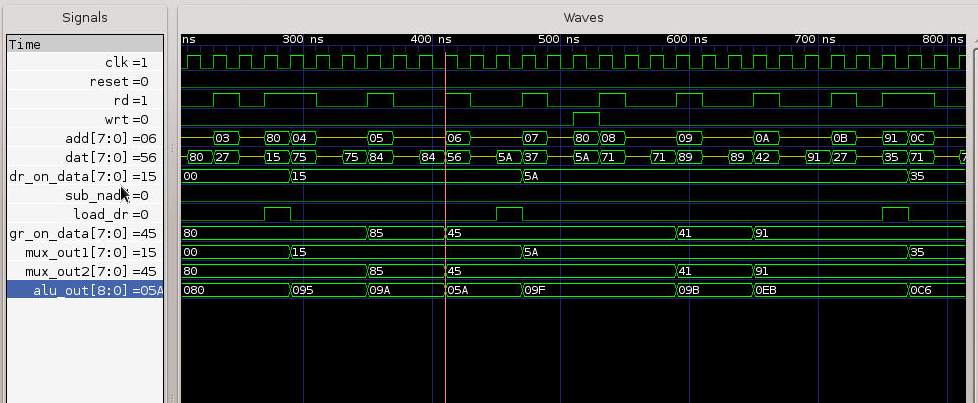 Signals
Waves
Time
ns 300 ns 400 ns 500 ns 600 ns 700 ns 800 ns
clk =1
reset =0
rd =1
wrt =0
add[7:0] =06 03 80 04 05 06 07 80 08 09 0A 0B 91 0C
dat[7:0] =56 80 27 15 75 75 84 84 56 5A 37 5A 71 71 89 89 42 91 27 35 71
dr_on_data[7:0] =15 00 15 5A 35
=0
load_dr =0
gr_on_data[7:0] =45 80 85 45 41 91
mux_out1[7:0] =15 00 15 5A 35
mux_out2[7:0] =45 80 85 45 41 91
alu_out[8:0] =05A 080 095 09A 05A 09F 09B 0EB 0C6